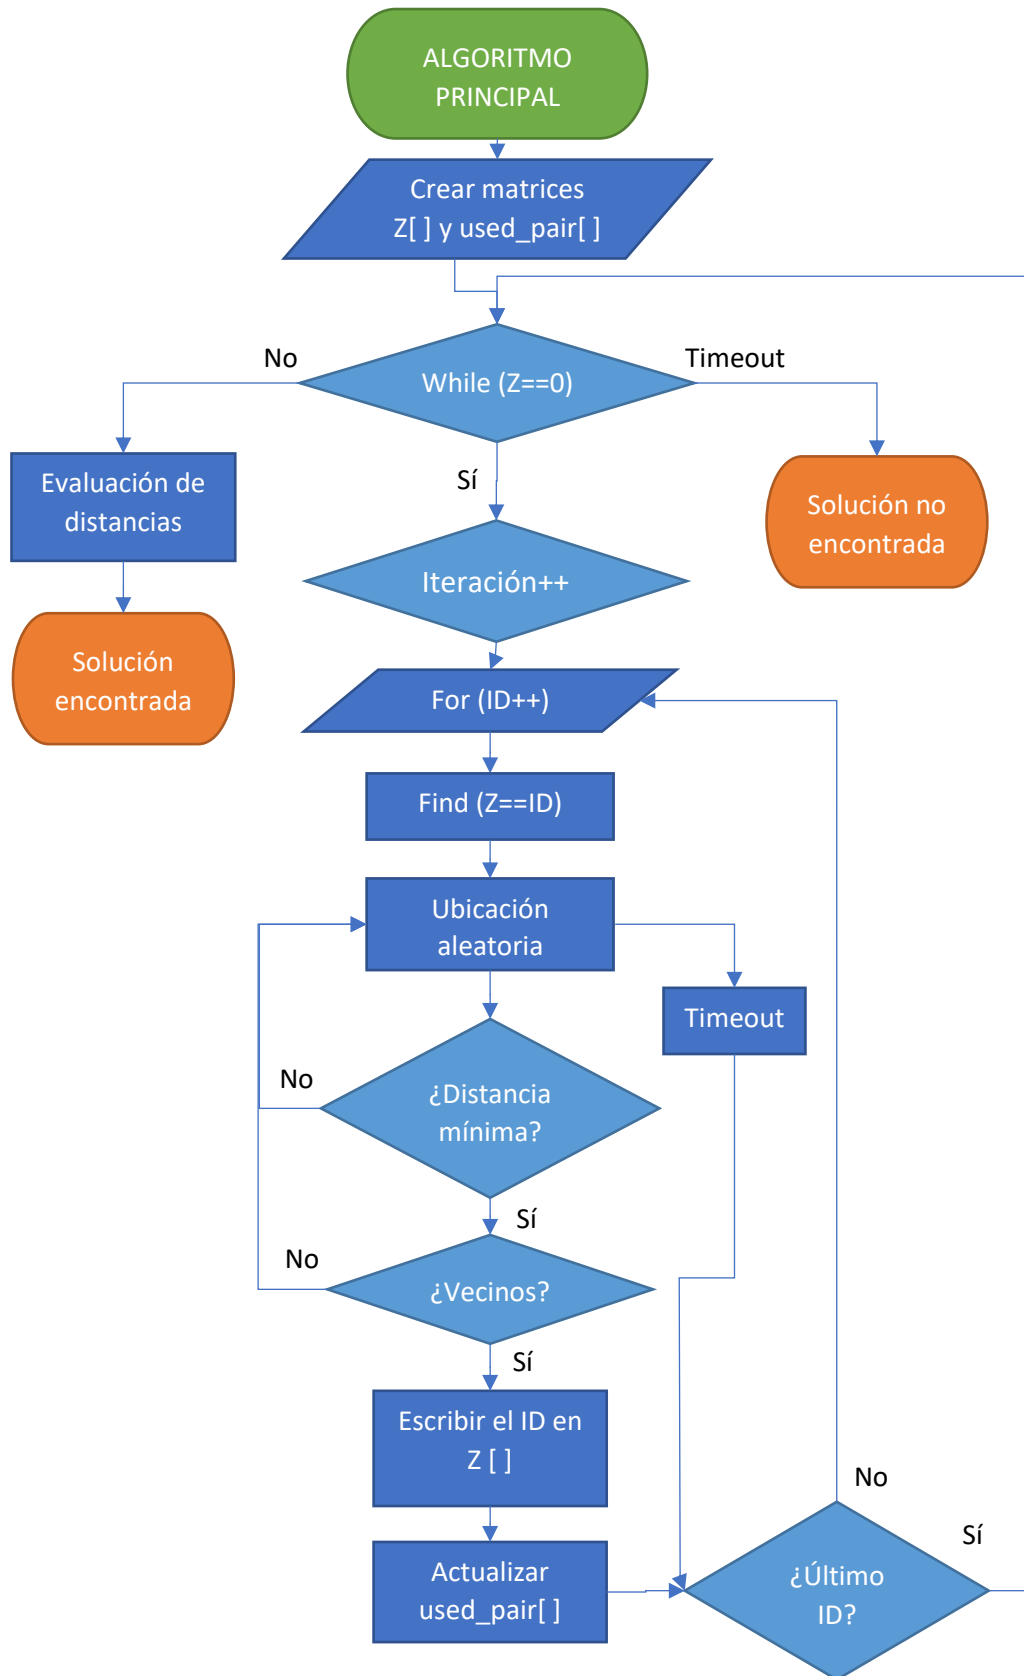 ALGORITMO
PRINCIPAL
Crear matrices
Z[ ] y used_pair[ ]
No
While (Z==0)
Timeout
Sí
Evaluación de
distancias
Solución no
encontrada
Iteración++
Solución
encontrada
For (ID++)
Find (Z==ID)
Ubicación
aleatoria
Timeout
No
¿Distancia
mínima?
Sí
No
¿Vecinos?
Sí
Escribir el ID en
Z [ ]
No
Sí
Actualizar
used_pair[ ]
¿Último
ID?